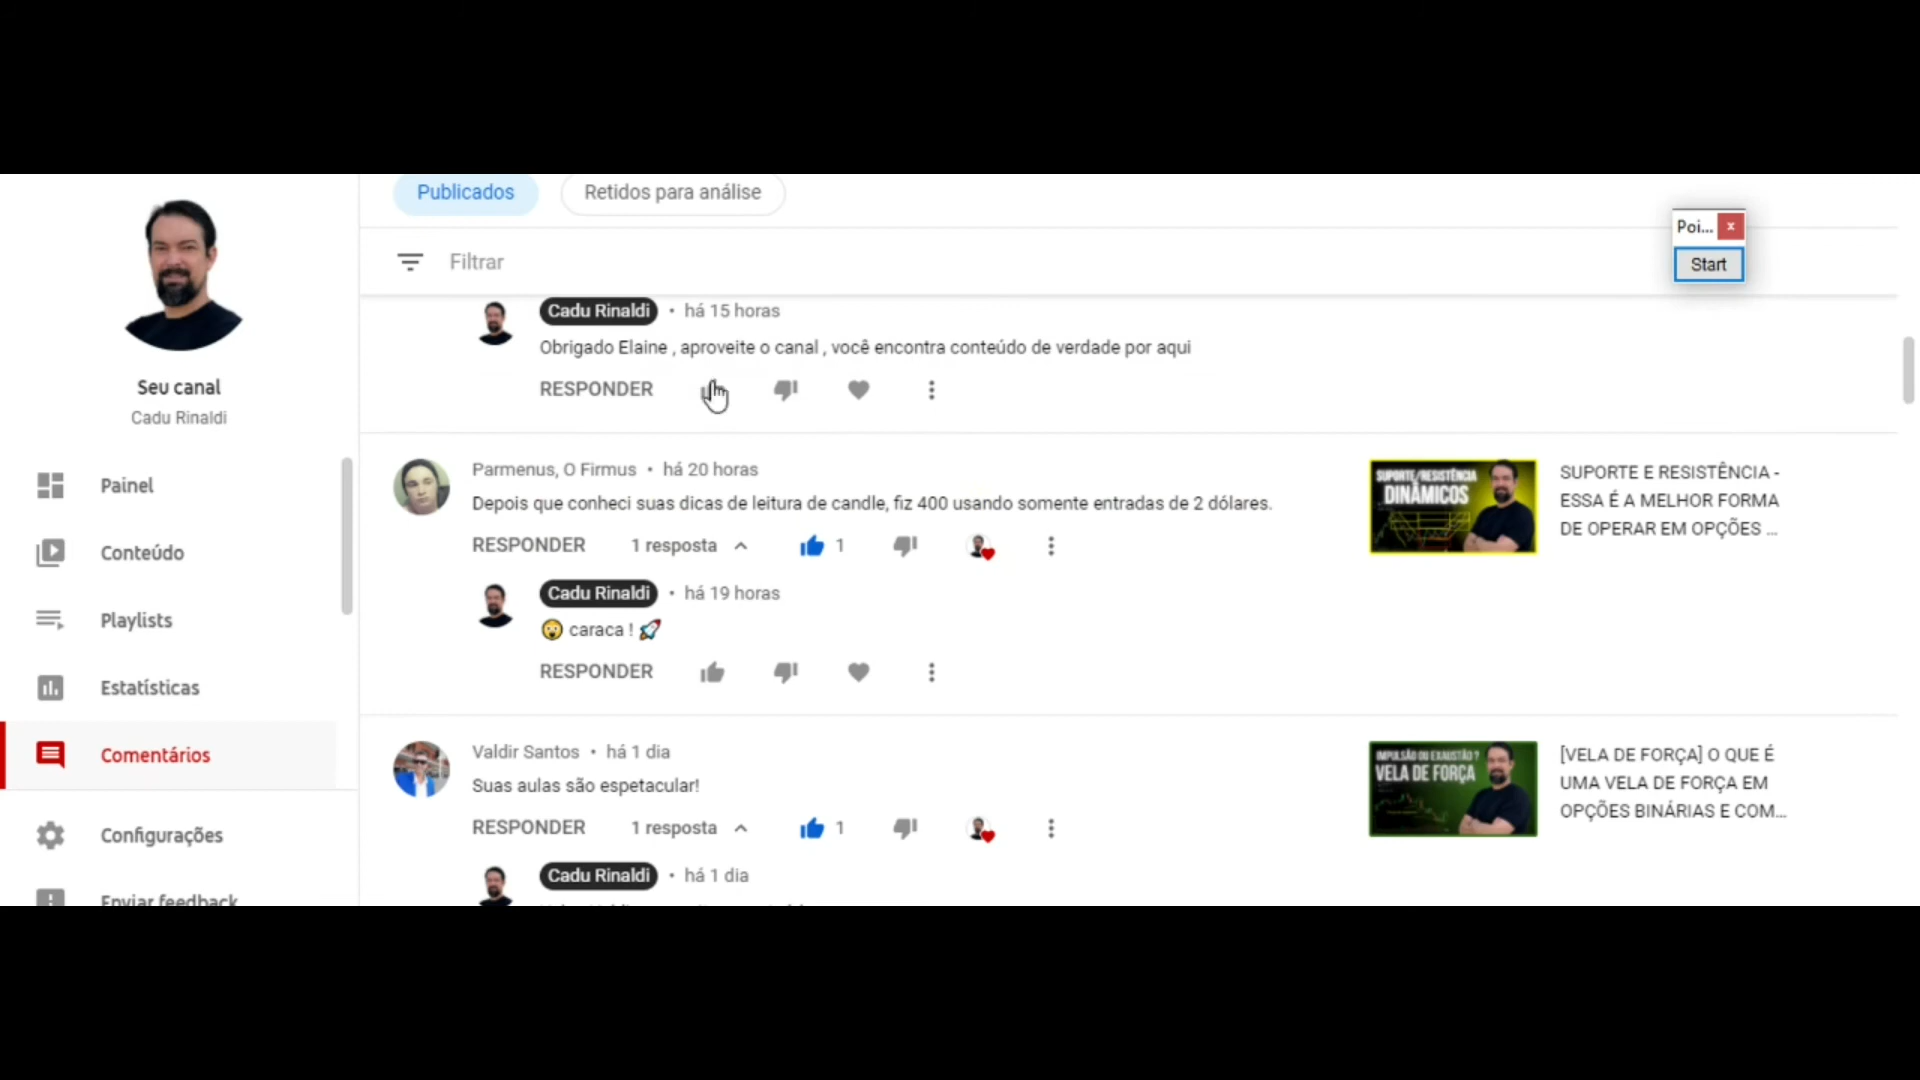 Publicados
Retidos para análise
Poi...
x
Start
Filtrar
Seu canal
Cadu Rinaldi
Painel
Conteúdo
Playlists
Estatísticas
Comentários
Configurações
Enviar feedback
Cadu Rinaldi • há 15 horas
Obrigado Elaine , aproveite o canal , você encontra conteúdo de verdade por aqui
RESPONDER
Parmenus, O Firmus • há 20 horas
Depois que conheci suas dicas de leitura de candle, fiz 400 usando somente entradas de 2 dólares.
RESPONDER 1 resposta 1
SUPORTE/RESISTÊNCIA
DINÂMICOS
SUPORTE E RESISTÊNCIA -
ESSA É A MELHOR FORMA
DE OPERAR EM OPÇÕES ...
Cadu Rinaldi • há 19 horas
caraca !
RESPONDER
Valdir Santos • há 1 dia
Suas aulas são espetacular!
RESPONDER 1 resposta 1
IMPULSÃO OU EXAUSTÃO ?
VELA DE FORÇA
[VELA DE FORÇA] O QUE É
UMA VELA DE FORÇA EM
OPÇÕES BINÁRIAS E COM...
Cadu Rinaldi • há 1 dia